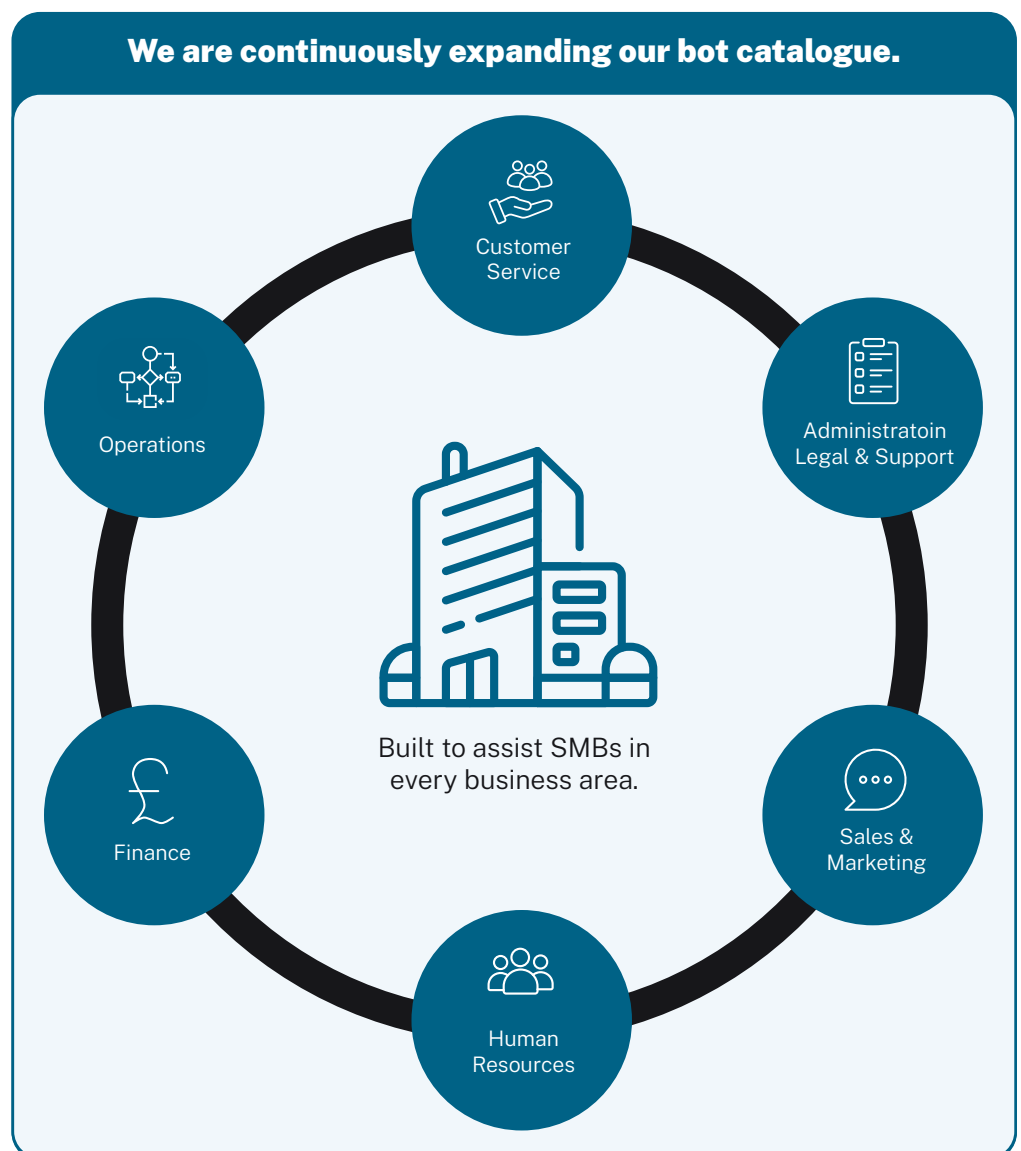 We are continuously expanding our bot catalogue.
Customer
Service
Administratoin
Legal & Support
Sales &
Marketing
Human
Resources
Finance
Operations
Built to assist SMBs in
every business area.